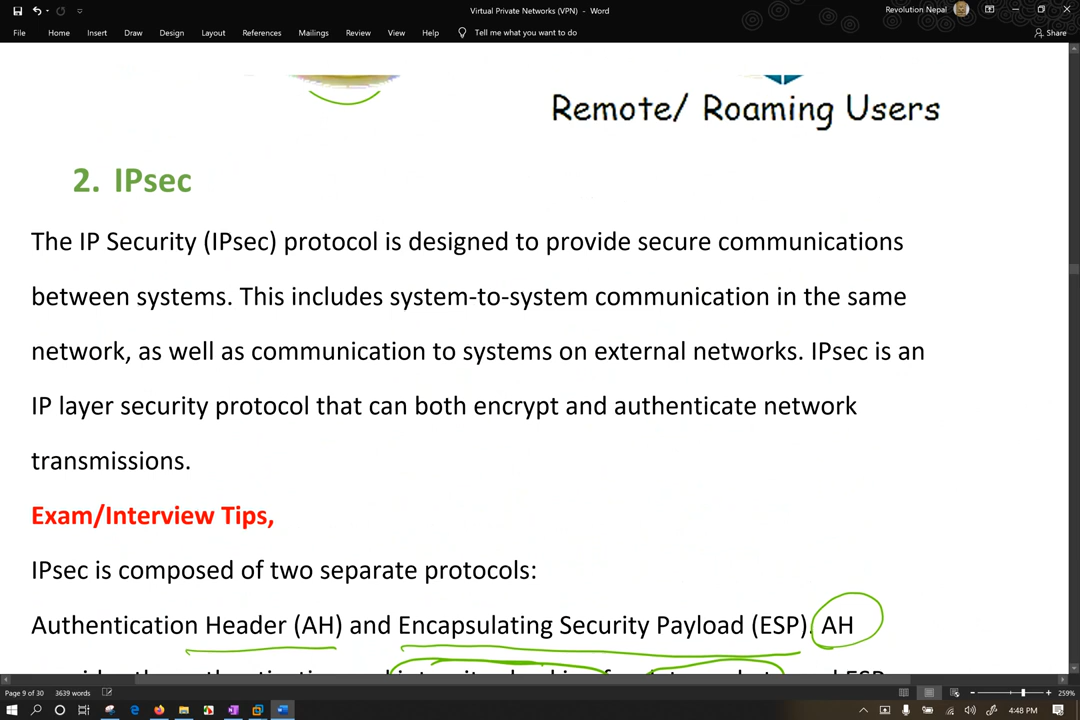 Virtual Private Networks (VPN) - Word
Revolution Nepal
File Home Insert Draw Design Layout References Mailings Review View Help Tell me what you want to do Share
Remote/ Roaming Users
2. IPsec
The IP Security (IPsec) protocol is designed to provide secure communications
between systems. This includes system-to-system communication in the same
network, as well as communication to systems on external networks. IPsec is an
IP layer security protocol that can both encrypt and authenticate network
transmissions.
Exam/Interview Tips,
IPsec is composed of two separate protocols:
Authentication Header (AH) and Encapsulating Security Payload (ESP). AH
Page 9 of 30 3639 words 259%
4:48 PM